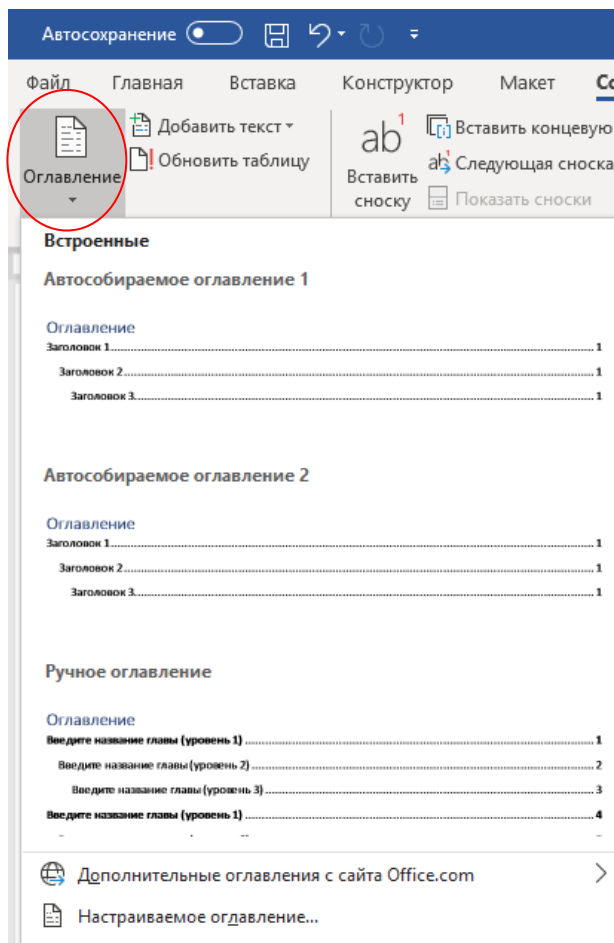 Автосохранение
Файл Главная Вставка Конструктор Макет Сс
Оглавление
Добавить текст
Обновить таблицу
ab1
Вставить сноску
Вставить концевую
Следующая сноска
Показать сноски
Встроенные
Автособираемое оглавление 1
Оглавление
Заголовок 1 1
Заголовок 2 1
Заголовок 3 1
Автособираемое оглавление 2
Оглавление
Заголовок 1 1
Заголовок 2 1
Заголовок 3 1
Ручное оглавление
Оглавление
Введите название главы (уровень 1) 1
Введите название главы (уровень 2) 2
Введите название главы (уровень 3) 3
Введите название главы (уровень 1) 4
Дополнительные оглавления с сайта Office.com
Настраиваемое оглавление...